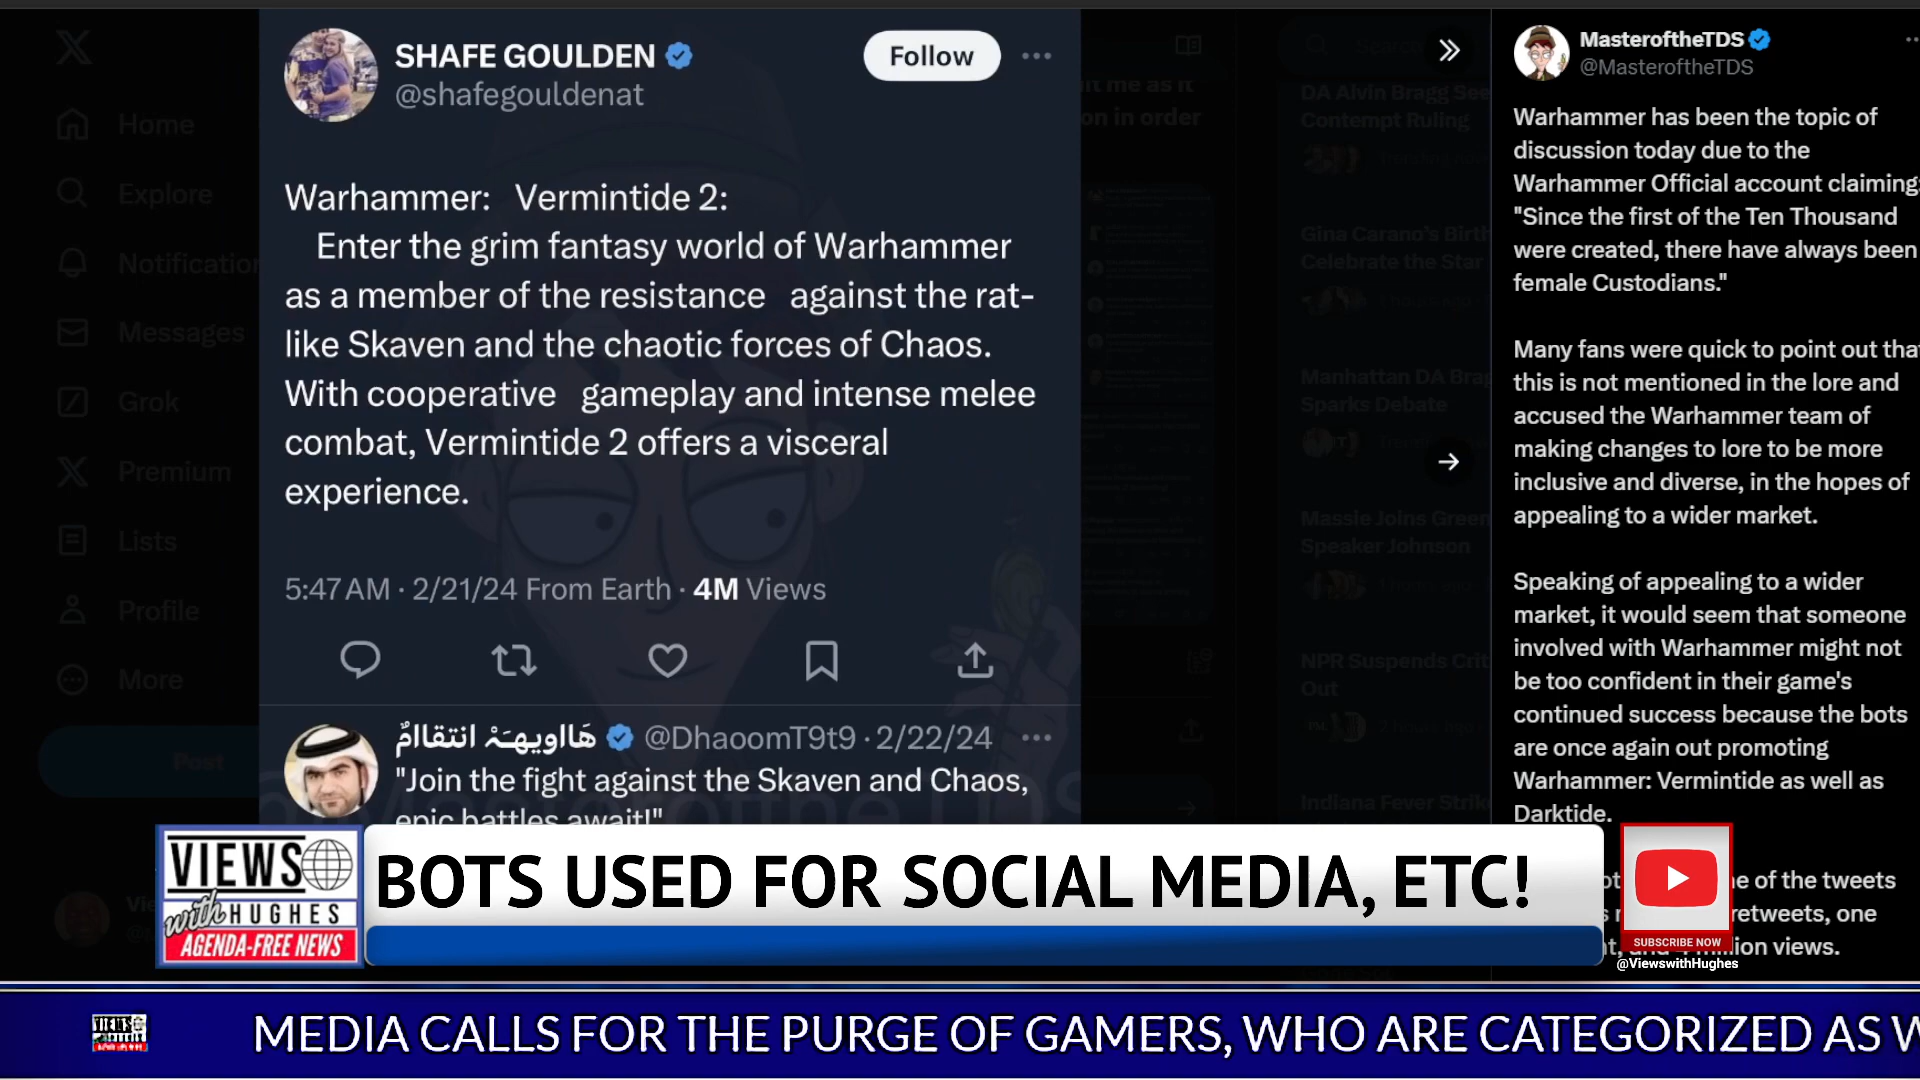 SHAFE GOULDEN
@shafegouldenat
Follow
Warhammer: Vermintide 2:
Enter the grim fantasy world of Warhammer
as a member of the resistance against the rat-
like Skaven and the chaotic forces of Chaos.
With cooperative gameplay and intense melee
combat, Vermintide 2 offers a visceral
experience.
5:47 AM · 2/21/24 From Earth · 4M Views
@DhaoomT9t9 · 2/22/24
"Join the fight against the Skaven and Chaos,
epic battles await!"
Home
Explore
Messages
Grok
Premium
Lists
Profile
More
Post
DA Alvin Bragg See
Contempt Ruling
Gina Carano's Birth
Celebrate the Star
Manhattan DA Brag
Sparks Debate
Massie Joins Green
Speaker Johnson
NPR Suspends Crit
Out
Indiana Fever Strik
MasteroftheTDS
@MasteroftheTDS
Warhammer has been the topic of
discussion today due to the
Warhammer Official account claiming:
"Since the first of the Ten Thousand
were created, there have always been
female Custodians."
Many fans were quick to point out that
this is not mentioned in the lore and
accused the Warhammer team of
making changes to lore to be more
inclusive and diverse, in the hopes of
appealing to a wider market.
Speaking of appealing to a wider
market, it would seem that someone
involved with Warhammer might not
be too confident in their game's
continued success because the bots
are once again out promoting
Warhammer: Vermintide as well as
Darktide.
of the tweets
retweets, one
views.
VIEWS
with HUGHES
AGENDA-FREE NEWS
BOTS USED FOR SOCIAL MEDIA, ETC!
SUBSCRIBE NOW
@ViewswithHughes
MEDIA CALLS FOR THE PURGE OF GAMERS, WHO ARE CATEGORIZED AS